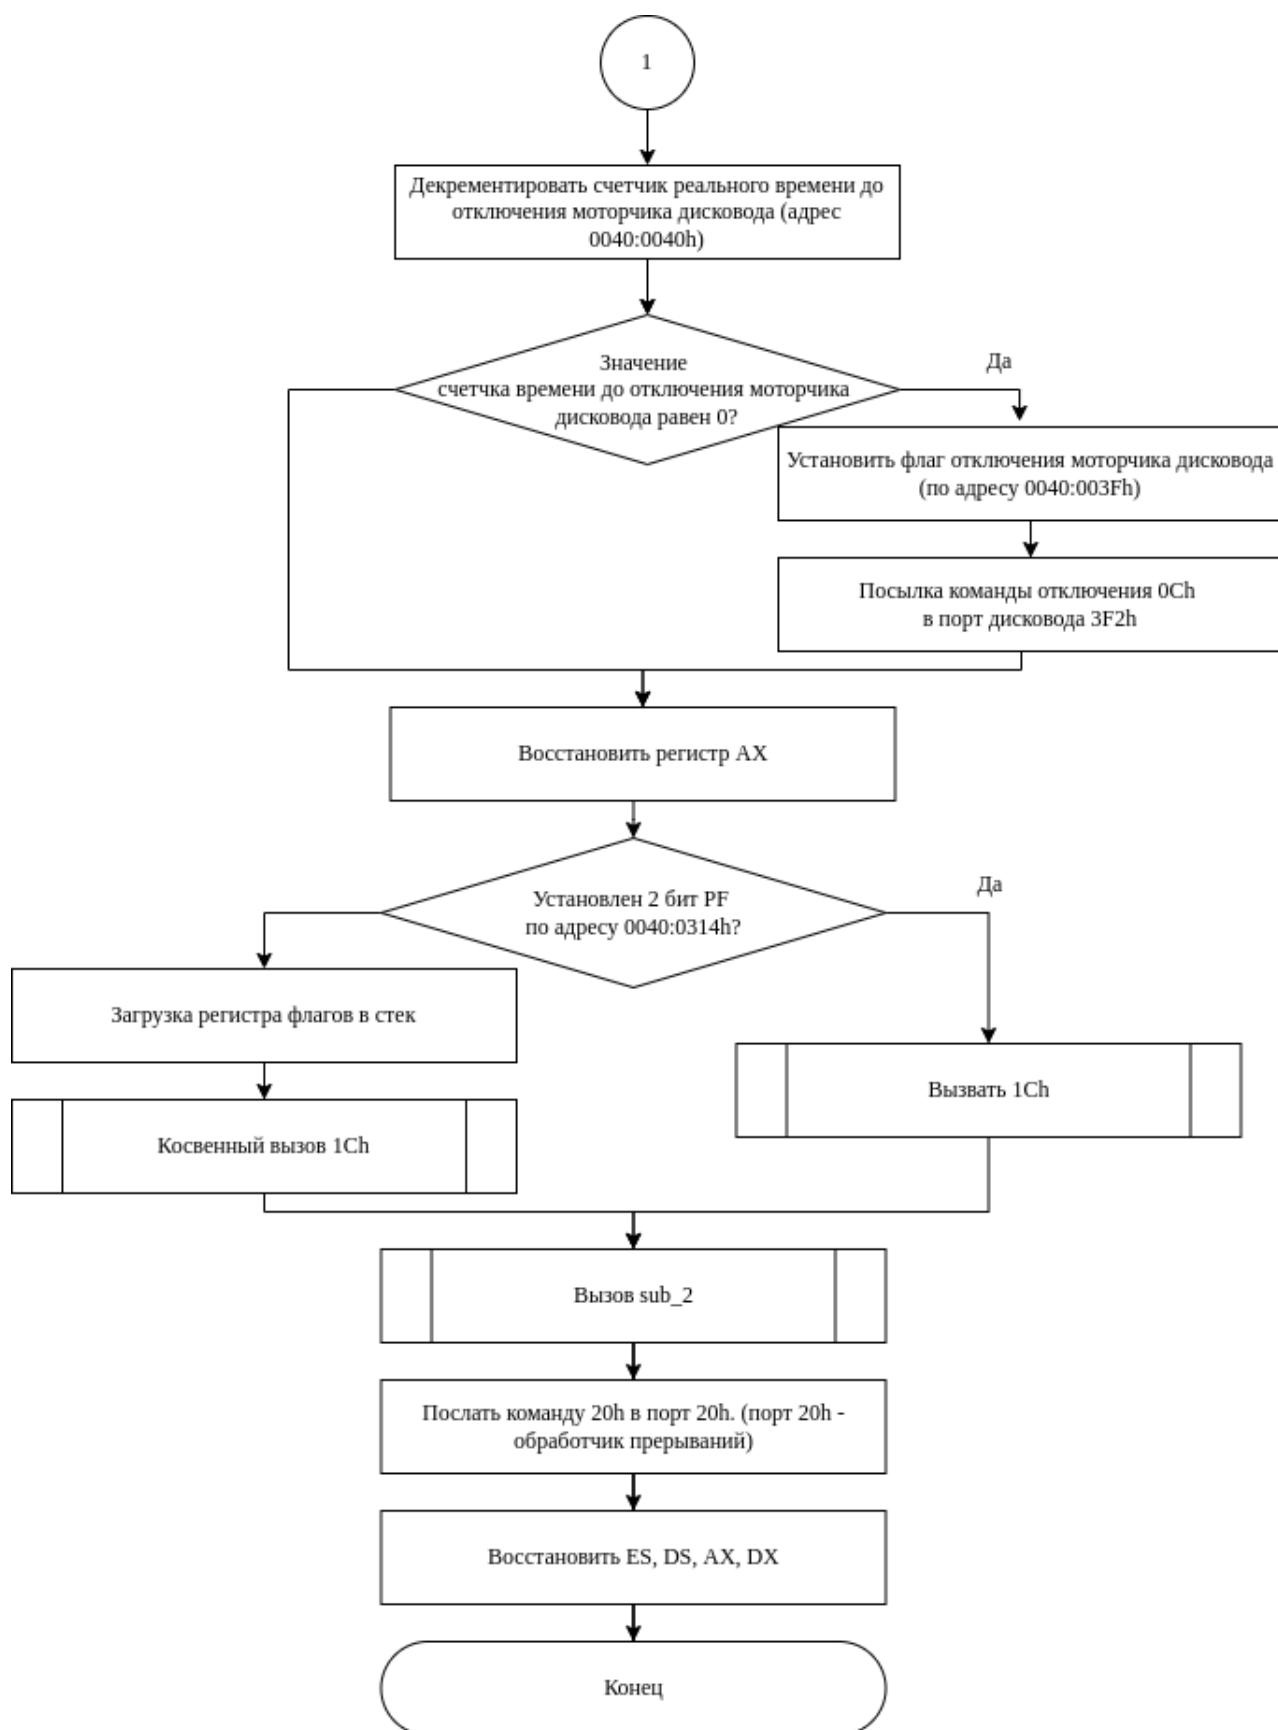 1
Декрементировать счетчик реального времени до
отключения моторчика дисковода (адрес
0040:0040h)
Значение
счетчка времени до отключения моторчика
дисковода равен 0?
Да
Установить флаг отключения моторчика дисковода
(по адресу 0040:003Fh)
Посылка команды отключения 0Ch
в порт дисковода 3F2h
Восстановить регистр AX
Установлен 2 бит PF
по адресу 0040:0314h?
Да
Загрузка регистра флагов в стек
Вызвать 1Ch
Косвенный вызов 1Ch
Вызов sub_2
Послать команду 20h в порт 20h. (порт 20h -
обработчик прерываний)
Восстановить ES, DS, AX, DX
Конец